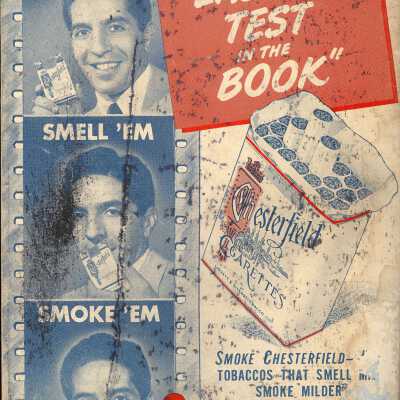 TEST
IN THE
BOOK"
SMELL 'EM
SMOKE 'EM
Chesterfield
CIGARETTES
SMOKE CHESTERFIELD—
TOBACCOS THAT SMELL
SMOKE MILDER"